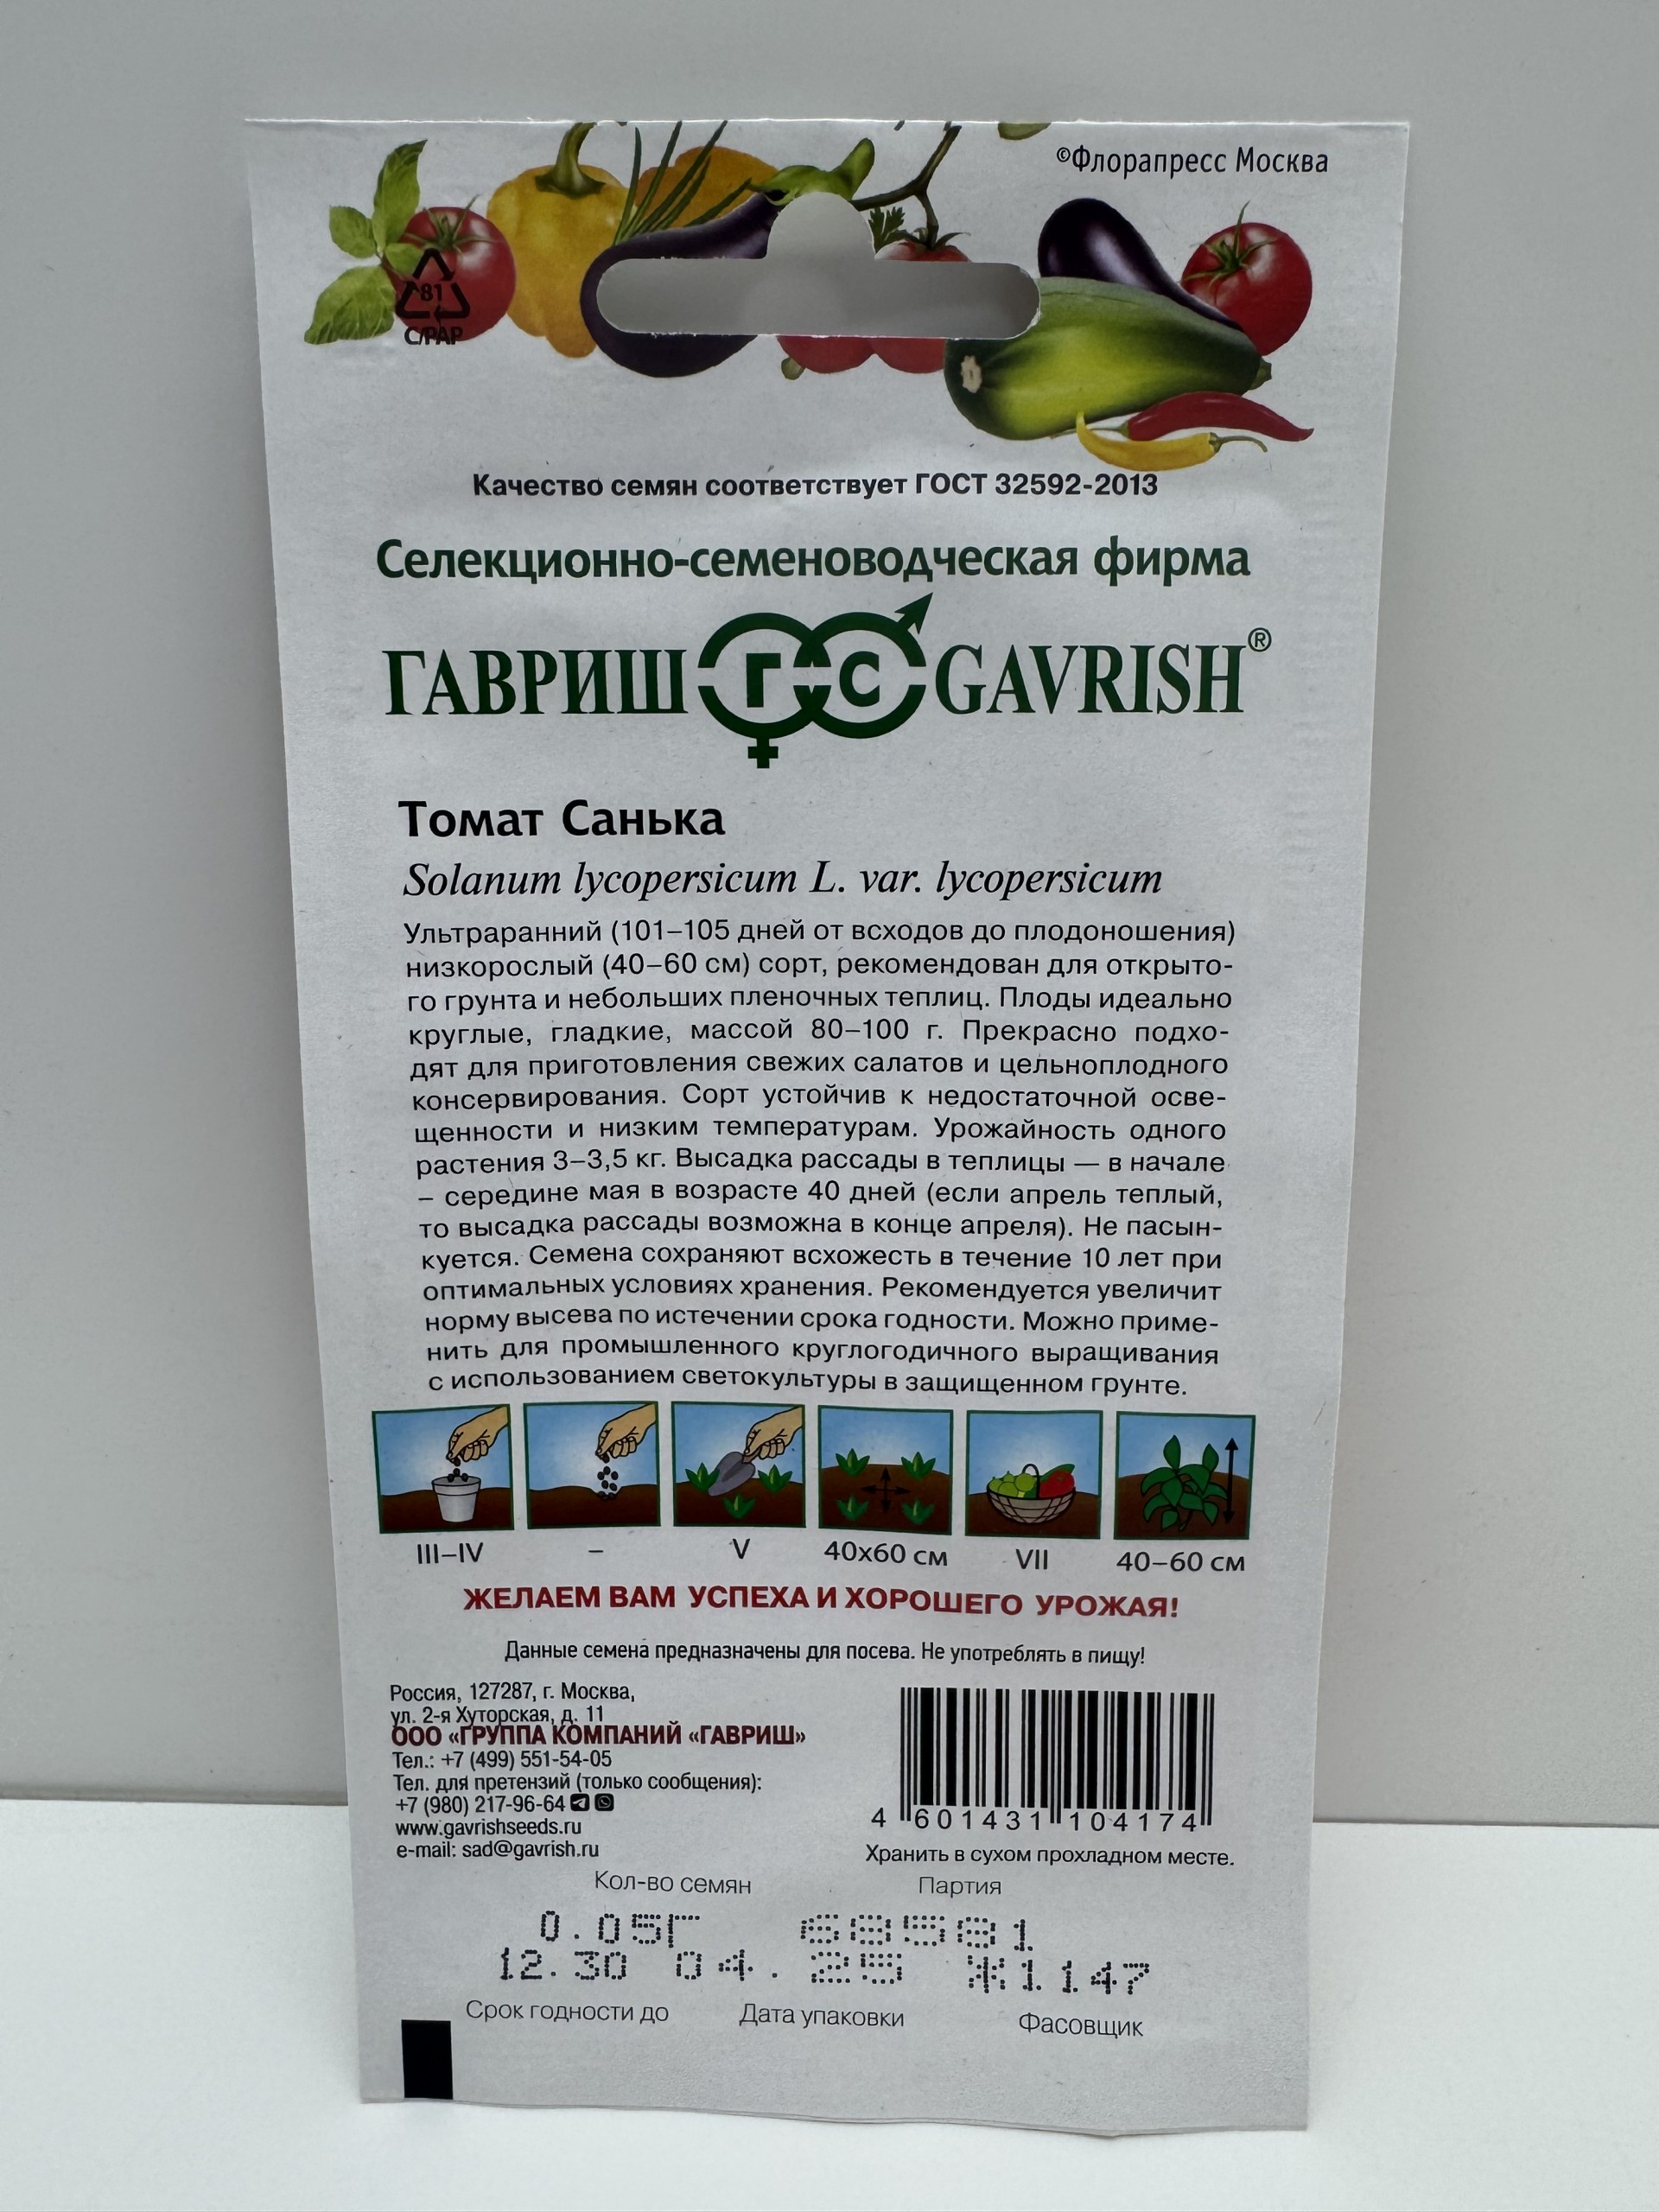 ©Флорапресс Москва
81
C/PAP
Качество семян соответствует ГОСТ 32592-2013
Селекционно-семеноводческая фирма
ГАВРИШ ГС GAVRISH®
Томат Санька
Solanum lycopersicum L. var. lycopersicum
Ультраранний (101–105 дней от всходов до плодоношения)
низкорослый (40–60 см) сорт, рекомендован для открыто-
го грунта и небольших пленочных теплиц. Плоды идеально
круглые, гладкие, массой 80–100 г. Прекрасно подхо-
дят для приготовления свежих салатов и цельноплодного
консервирования. Сорт устойчив к недостаточной осве-
щенности и низким температурам. Урожайность одного
растения 3–3,5 кг. Высадка рассады в теплицы — в начале
– середине мая в возрасте 40 дней (если апрель теплый,
то высадка рассады возможна в конце апреля). Не пасын-
куется. Семена сохраняют всхожесть в течение 10 лет при
оптимальных условиях хранения. Рекомендуется увеличит
норму высева по истечении срока годности. Можно приме-
нить для промышленного круглогодичного выращивания
с использованием светокультуры в защищенном грунте.
III–IV – V 40х60 см VII 40–60 см
ЖЕЛАЕМ ВАМ УСПЕХА И ХОРОШЕГО УРОЖАЯ!
Данные семена предназначены для посева. Не употреблять в пищу!
Россия, 127287, г. Москва,
ул. 2-я Хуторская, д. 11
ООО «ГРУППА КОМПАНИЙ «ГАВРИШ»
Тел.: +7 (499) 551-54-05
Тел. для претензий (только сообщения):
+7 (980) 217-96-64
www.gavrishseeds.ru
e-mail: sad@gavrish.ru
4 601431 104174
Хранить в сухом прохладном месте.
Кол-во семян Партия
0.05Г 68581
12.30 04.25 Ж1.147
Срок годности до Дата упаковки Фасовщик